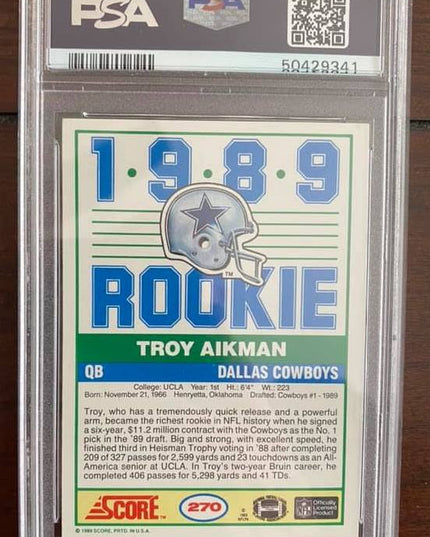 PSA
PSA
50429341
1·9·8·9
TM
ROOKIE
TROY AIKMAN
QB DALLAS COWBOYS
College: UCLA Year: 1st Ht.: 6'4" Wt.: 223
Born: November 21, 1966 Henryetta, Oklahoma Drafted: Cowboys #1 - 1989
Troy, who has a tremendously quick release and a powerful
arm, became the richest rookie in NFL history when he signed
a six-year, $11.2 million contract with the Cowboys as the No. 1
pick in the '89 draft. Big and strong, with excellent speed, he
finished third in Heisman Trophy voting in '88 after completing
209 of 327 passes for 2,599 yards and 23 touchdowns as an All-
America senior at UCLA. In Troy's two-year Bruin career, he
completed 406 passes for 5,298 yards and 41 TDs.
SCORE
TM
270
NFL
Officially
Licensed
Product
© 1989 SCORE, PRTD. IN U.S.A.